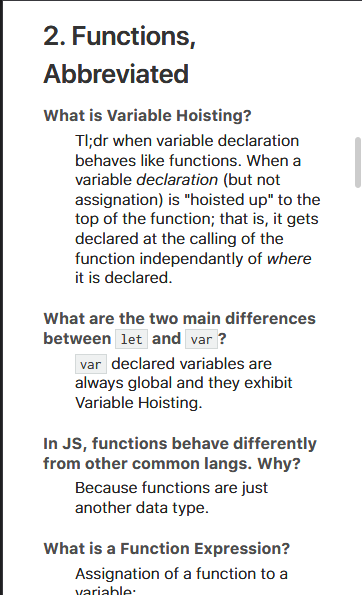 2. Functions,
Abbreviated
What is Variable Hoisting?
Tl;dr when variable declaration
behaves like functions. When a
variable declaration (but not
assignation) is "hoisted up" to the
top of the function; that is, it gets
declared at the calling of the
function independantly of where
it is declared.
What are the two main differences
between let and var ?
var declared variables are
always global and they exhibit
Variable Hoisting.
In JS, functions behave differently
from other common langs. Why?
Because functions are just
another data type.
What is a Function Expression?
Assignation of a function to a
variable: